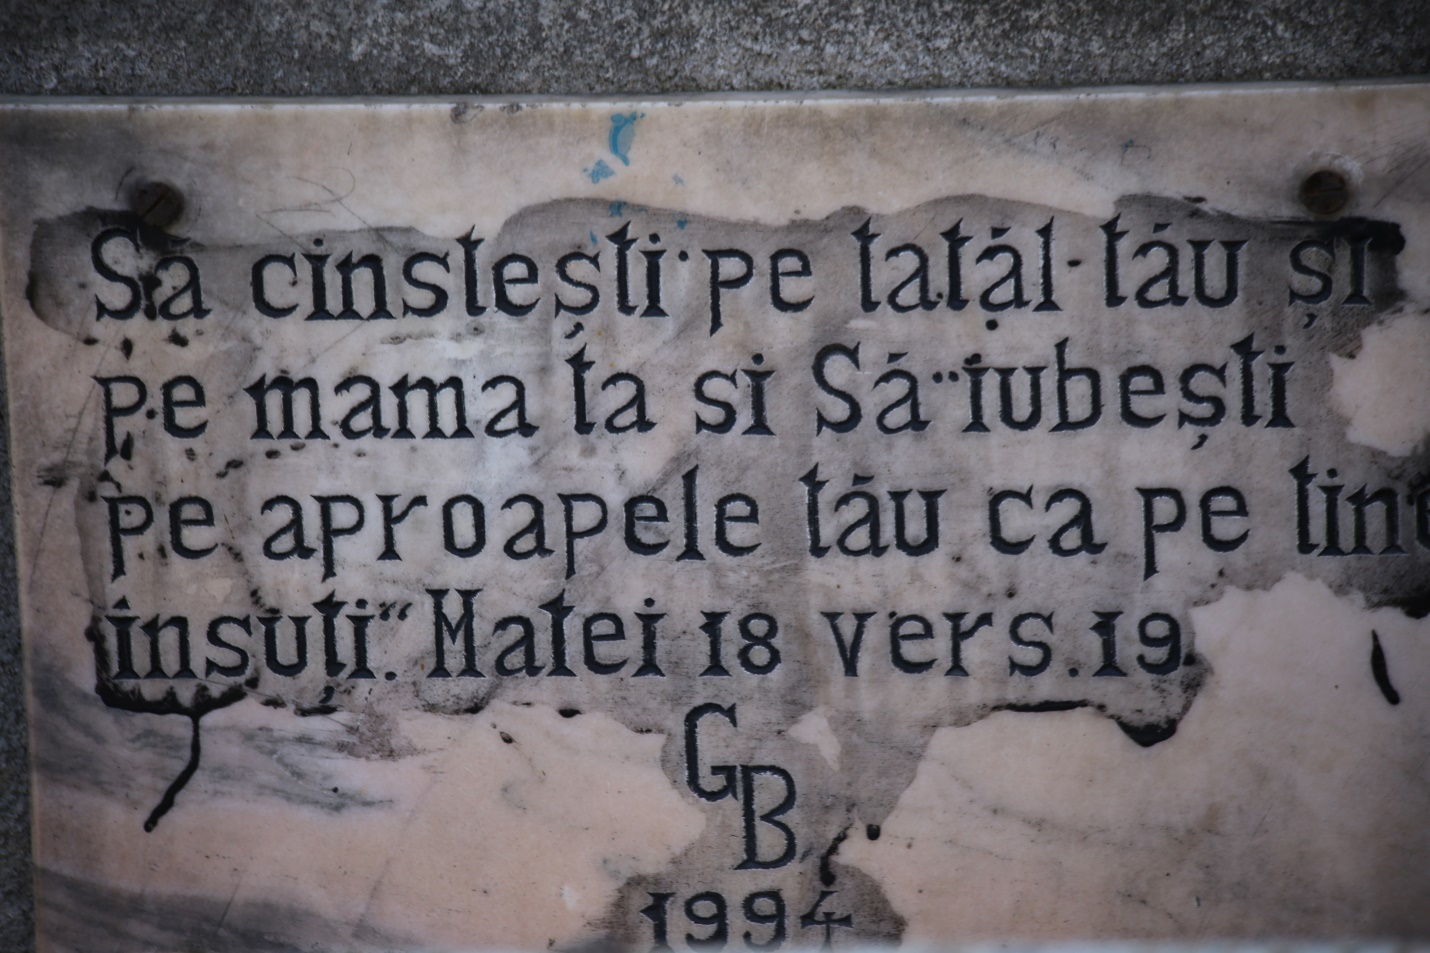 Să cinstești pe tatăl tău și
pe mama ta si Să iubești
pe aproapele tău ca pe tine
însuți.“ Matei 18 vers. 19
GB
1994